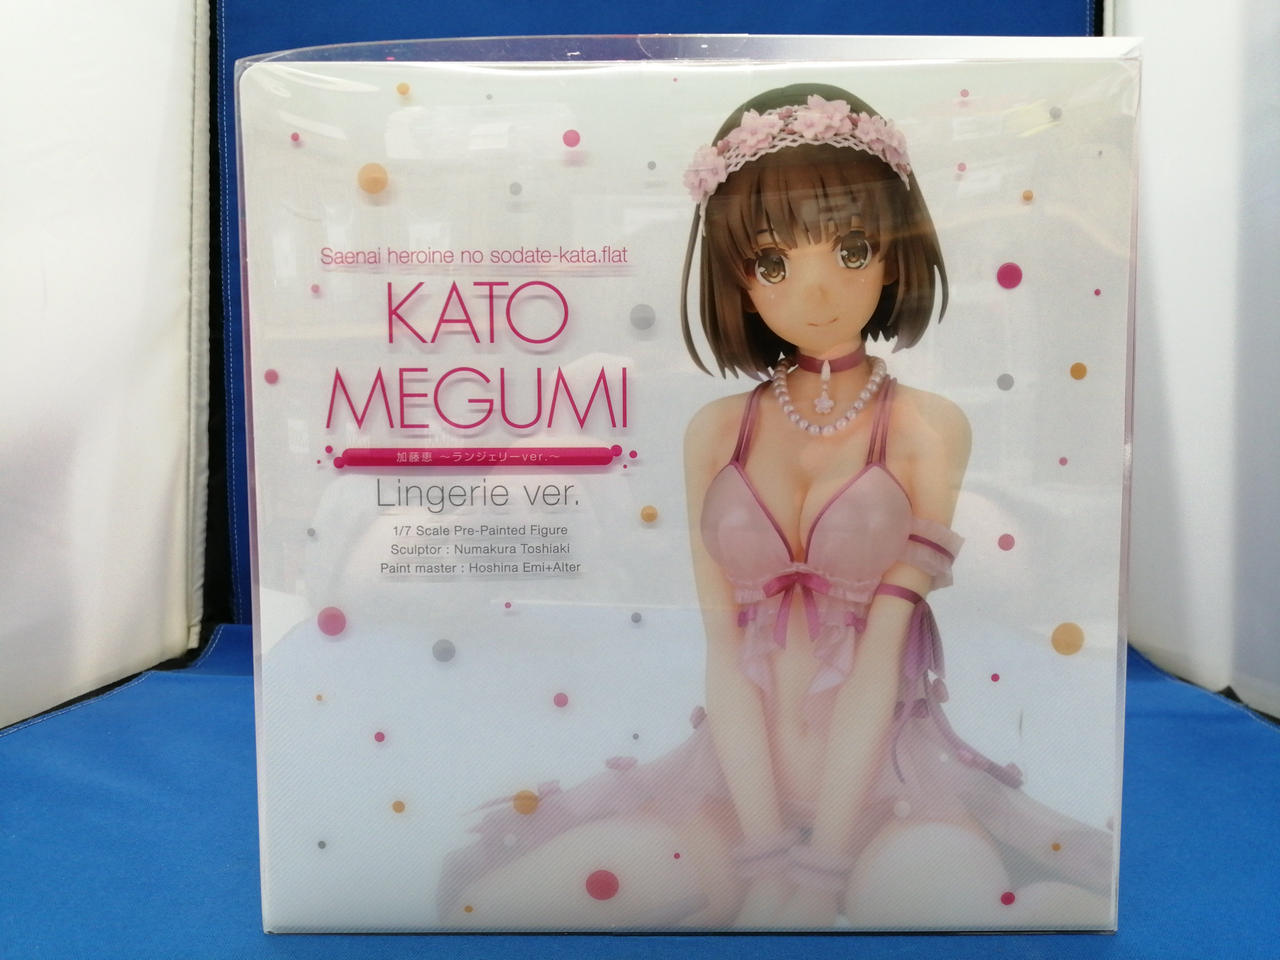 Saenai heroine no sodate-kata.flat
KATO
MEGUMI
加藤恵 ～ランジェリーver.～
Lingerie ver.
1/7 Scale Pre-Painted Figure
Sculptor : Numakura Toshiaki
Paint master : Hoshina Emi+Alter